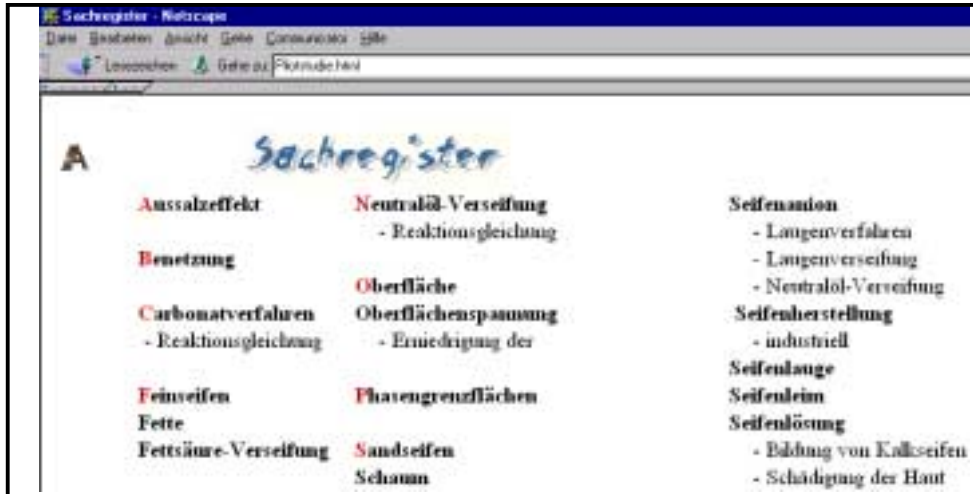 Sachregister - Netscape
Datei Bearbeiten Ansicht Gehe Communicator Hilfe
Lesezeichen Gehe zu: Pilotstudie.html
A
Sachregister
Aussalzeffekt
Benetzung
Carbonatverfahren
- Reaktionsgleichung
Feinseifen
Fette
Fettsäure-Verseifung
Neutralöl-Verseifung
- Reaktionsgleichung
Oberfläche
Oberflächenspannung
- Erniedrigung der
Phasengrenzflächen
Sandseifen
Schaum
Seifenanion
- Laugenverfahren
- Laugenverseifung
- Neutralöl-Verseifung
Seifenherstellung
- industriell
Seifenlauge
Seifenleim
Seifenlösung
- Bildung von Kalkseifen
- Schädigung der Haut